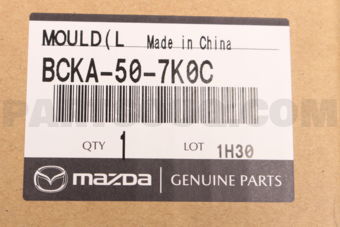 MOULD(L Made in China
BCKA-50-7K0C
QTY 1 LOT 1H30
mazda GENUINE PARTS